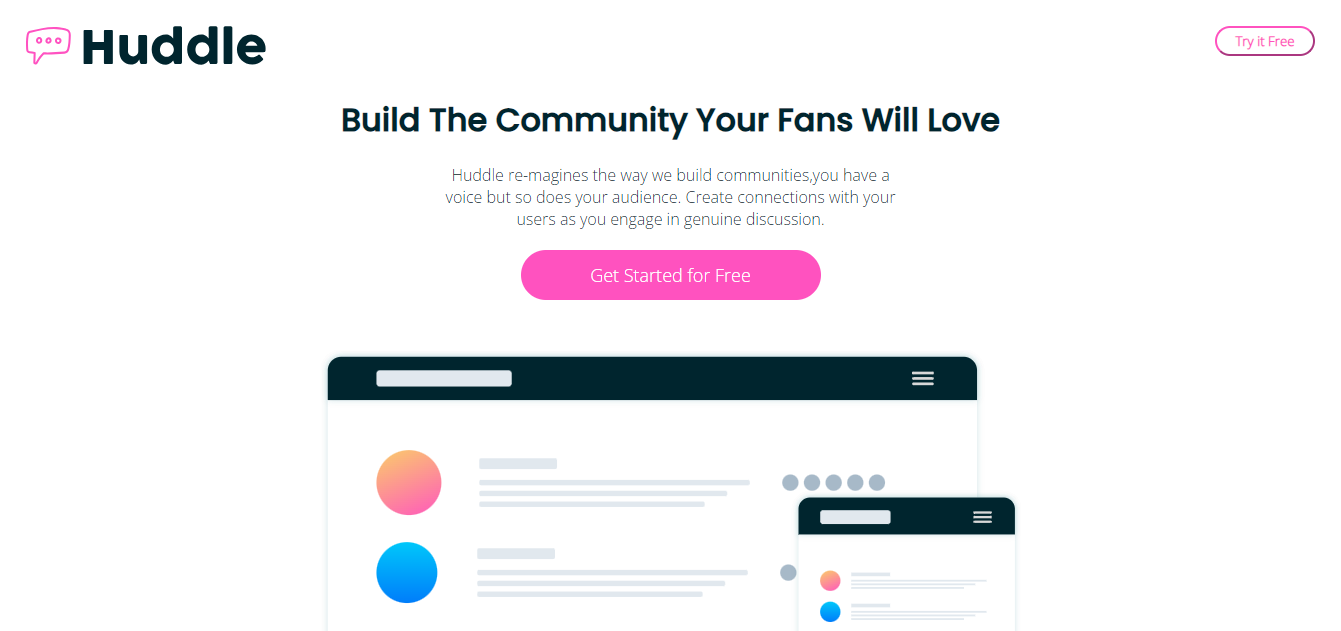 Huddle
Try it Free
Build The Community Your Fans Will Love
Huddle re-magines the way we build communities,you have a
voice but so does your audience. Create connections with your
users as you engage in genuine discussion.
Get Started for Free